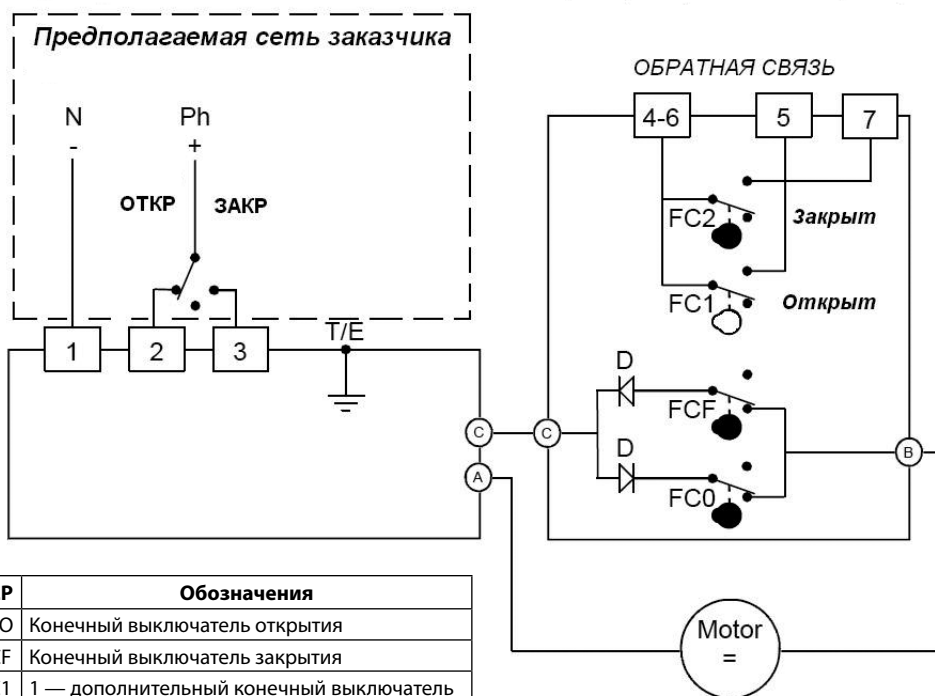 Предполагаемая сеть заказчика
N
-
Ph
+
ОТКР
ЗАКР
1
2
3
T/E
C
A
ОБРАТНАЯ СВЯЗЬ
4-6
5
7
FC2
Закрыт
FC1
Открыт
D
FCF
C
B
D
FC0
Motor
=
Р Обозначения
O Конечный выключатель открытия
F Конечный выключатель закрытия
1 1 — дополнительный конечный выключатель